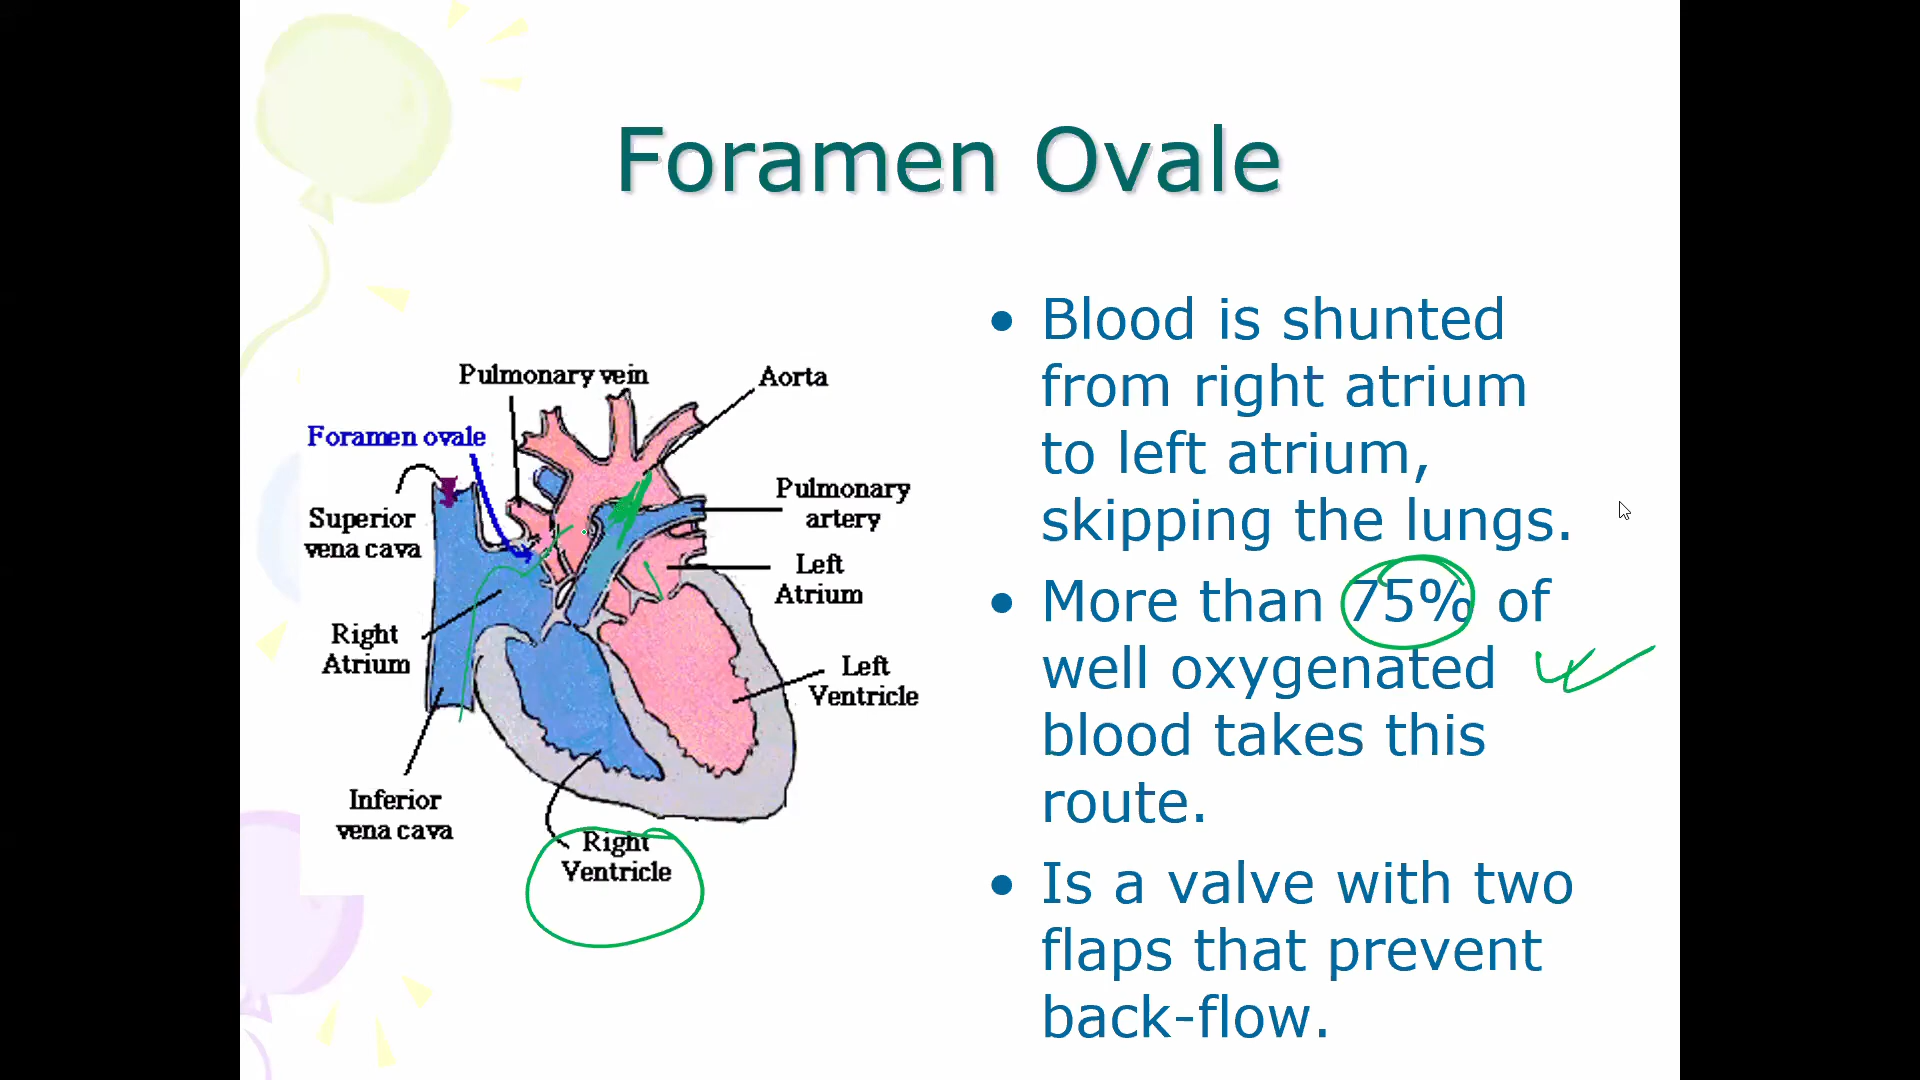 Foramen Ovale
Pulmonary vein
Aorta
Foramen ovale
Superior
vena cava
Pulmonary
artery
Left
Atrium
Right
Atrium
Left
Ventricle
Inferior
vena cava
Right
Ventricle
• Blood is shunted
from right atrium
to left atrium,
skipping the lungs.
• More than 75% of
well oxygenated
blood takes this
route.
• Is a valve with two
flaps that prevent
back-flow.